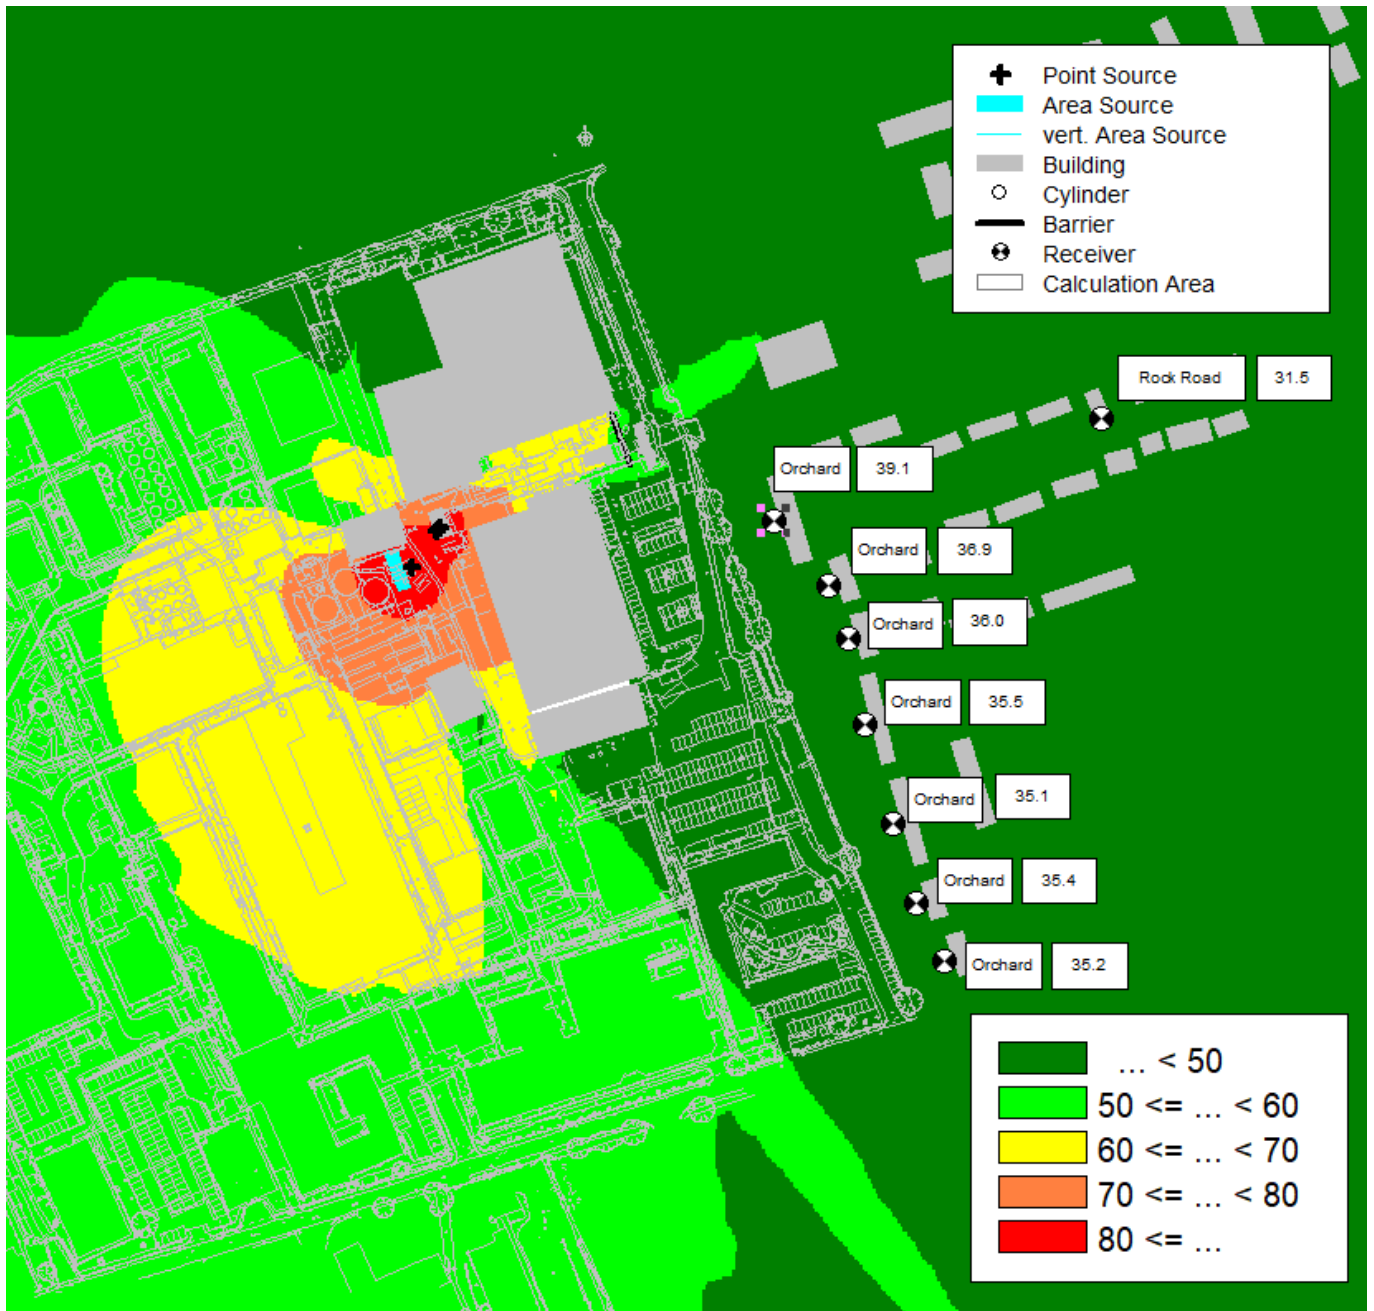 Point Source
Area Source
vert. Area Source
Building
Cylinder
Barrier
Receiver
Calculation Area
Rock Road 31.5
Orchard 39.1
Orchard 36.9
Orchard 36.0
Orchard 35.5
Orchard 35.1
Orchard 35.4
Orchard 35.2
... < 50
50 <= ... < 60
60 <= ... < 70
70 <= ... < 80
80 <= ...